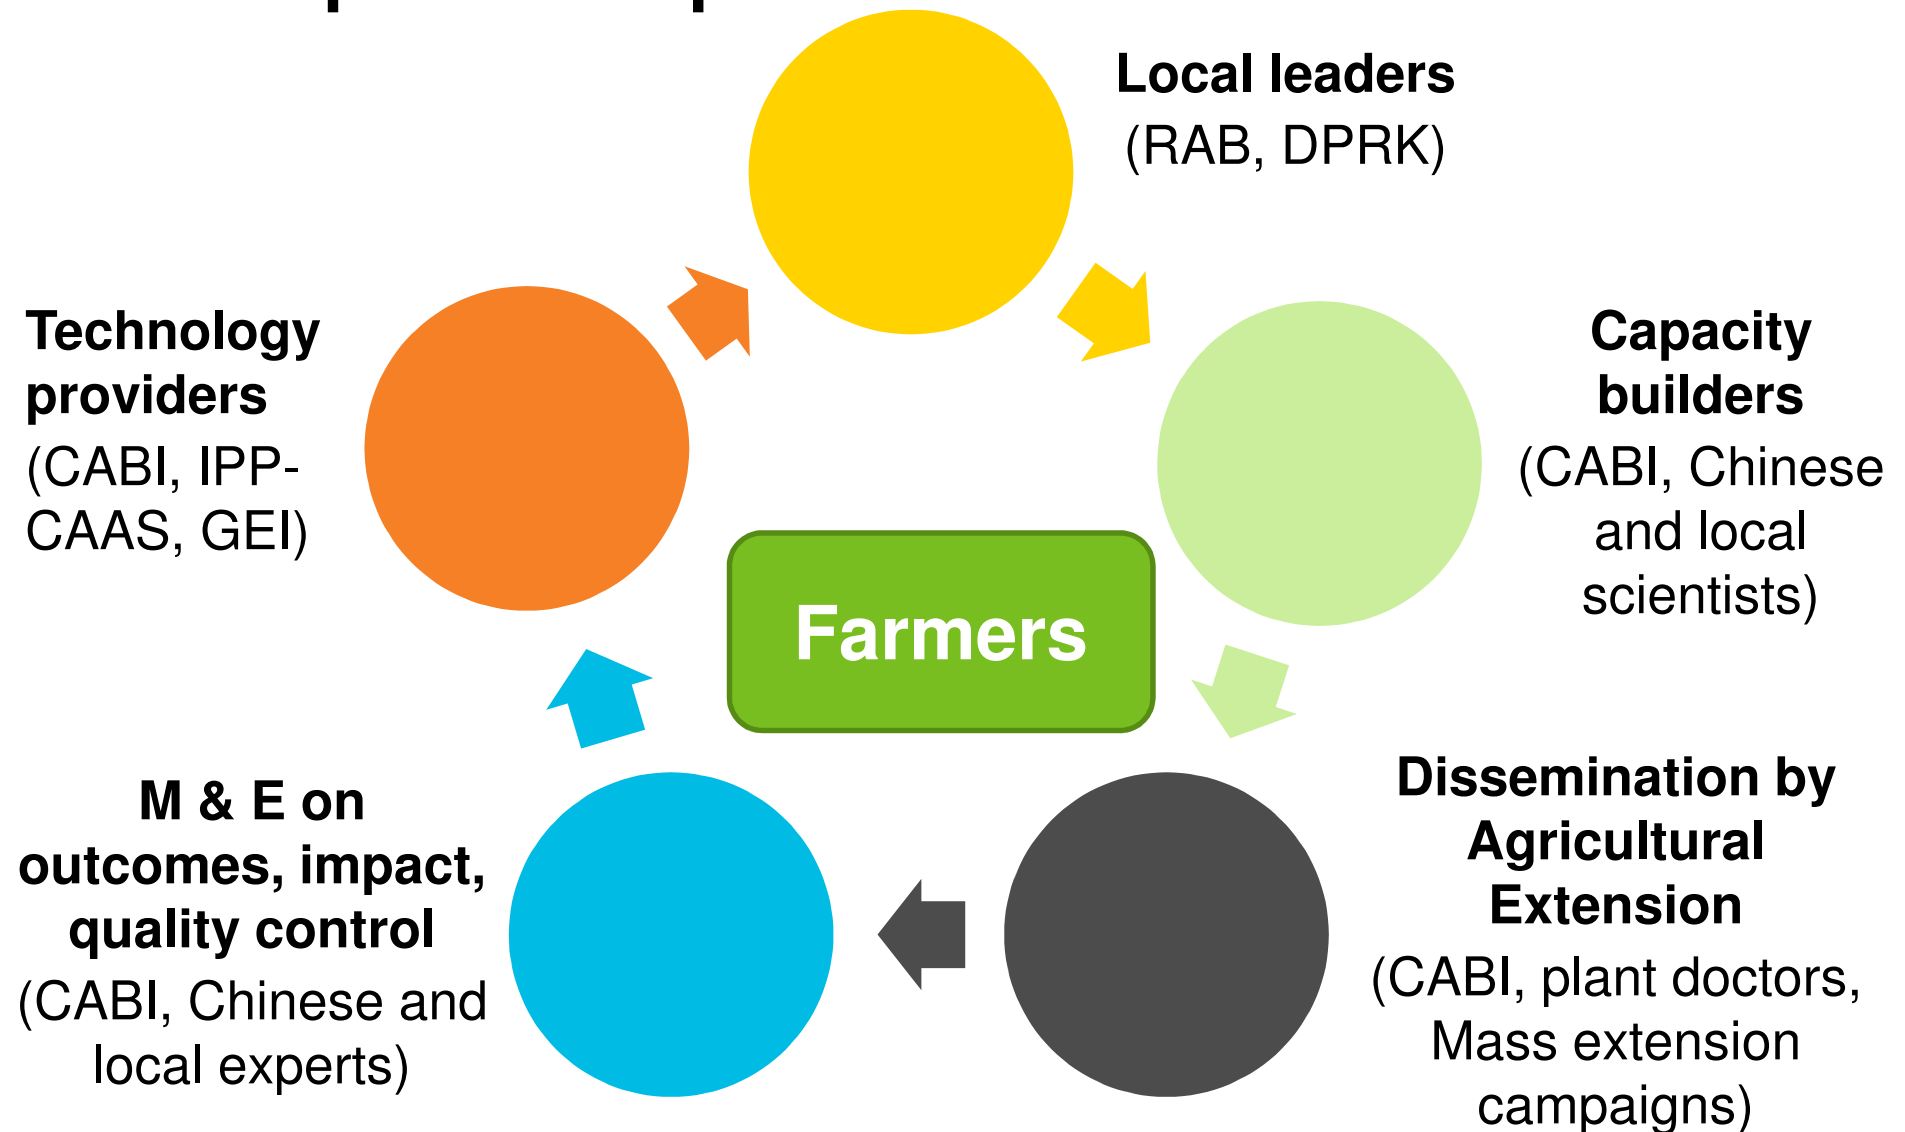 Local leaders
(RAB, DPRK)
Technology
providers
(CABI, IPP-
CAAS, GEI)
Capacity
builders
(CABI, Chinese
and local
scientists)
Farmers
M & E on
outcomes, impact,
quality control
(CABI, Chinese and
local experts)
Dissemination by
Agricultural
Extension
(CABI, plant doctors,
Mass extension
campaigns)